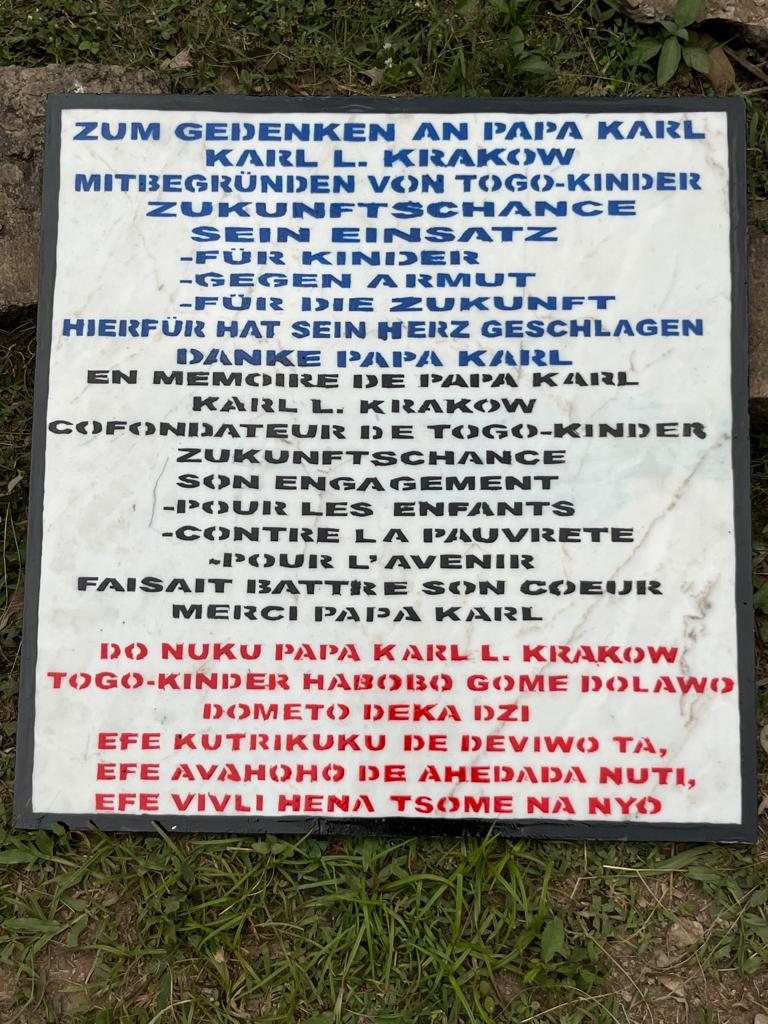 ZUM GEDENKEN AN PAPA KARL
KARL L. KRAKOW
MITBEGRÜNDEN VON TOGO-KINDER
ZUKUNFTSCHANCE
SEIN EINSATZ
-FÜR KINDER
-GEGEN ARMUT
-FÜR DIE ZUKUNFT
HIERFÜR HAT SEIN HERZ GESCHLAGEN
DANKE PAPA KARL
EN MEMOIRE DE PAPA KARL
KARL L. KRAKOW
COFONDATEUR DE TOGO-KINDER
ZUKUNFTSCHANCE
SON ENGAGEMENT
-POUR LES ENFANTS
-CONTRE LA PAUVRETE
-POUR L'AVENIR
FAISAIT BATTRE SON COEUR
MERCI PAPA KARL
DO NUKU PAPA KARL L. KRAKOW
TOGO-KINDER HABOBO GOME DOLAWO
DOMETO DEKA DZI
EFE KUTRIKUKU DE DEVIWO TA,
EFE AVAHOHO DE AHEDADA NUTI,
EFE VIVLI HENA TSOME NA NYO